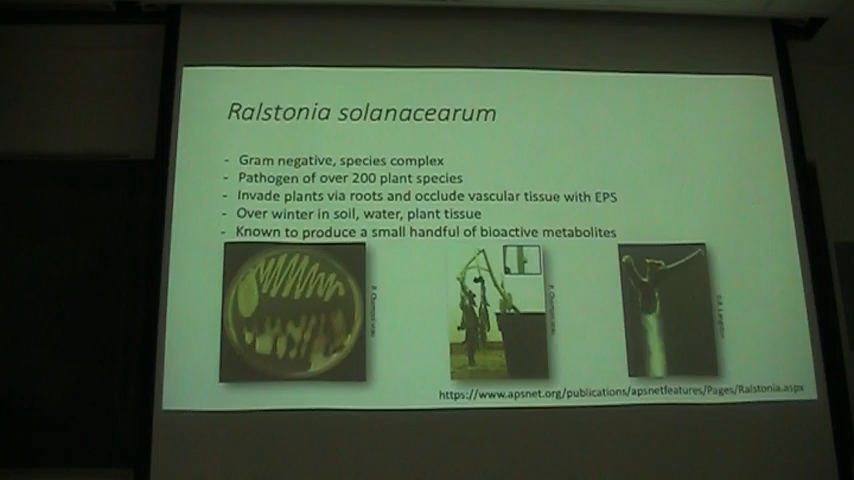 Ralstonia solanacearum
- Gram negative, species complex
- Pathogen of over 200 plant species
- Invade plants via roots and occlude vascular tissue with EPS
- Over winter in soil, water, plant tissue
- Known to produce a small handful of bioactive metabolites
https://www.apsnet.org/publications/apsnetfeatures/Pages/Ralstonia.aspx